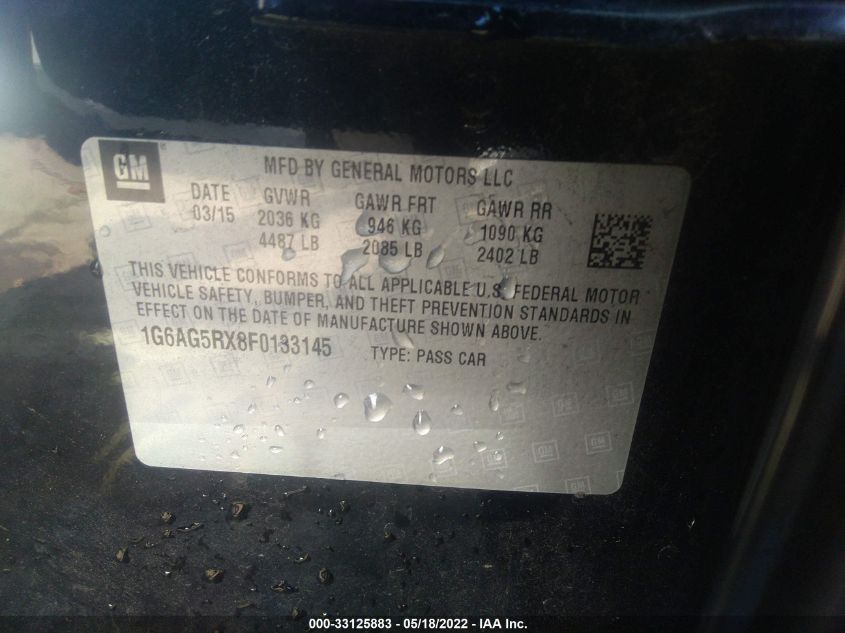 GM
MFD BY GENERAL MOTORS LLC
DATE GVWR GAWR FRT GAWR RR
03/15 2036 KG 946 KG 1090 KG
4487 LB 2085 LB 2402 LB
THIS VEHICLE CONFORMS TO ALL APPLICABLE U.S. FEDERAL MOTOR
VEHICLE SAFETY, BUMPER, AND THEFT PREVENTION STANDARDS IN
EFFECT ON THE DATE OF MANUFACTURE SHOWN ABOVE.
1G6AG5RX8F0133145 TYPE: PASS CAR
000-33125883 / 05/18/2022 - IAA Inc.